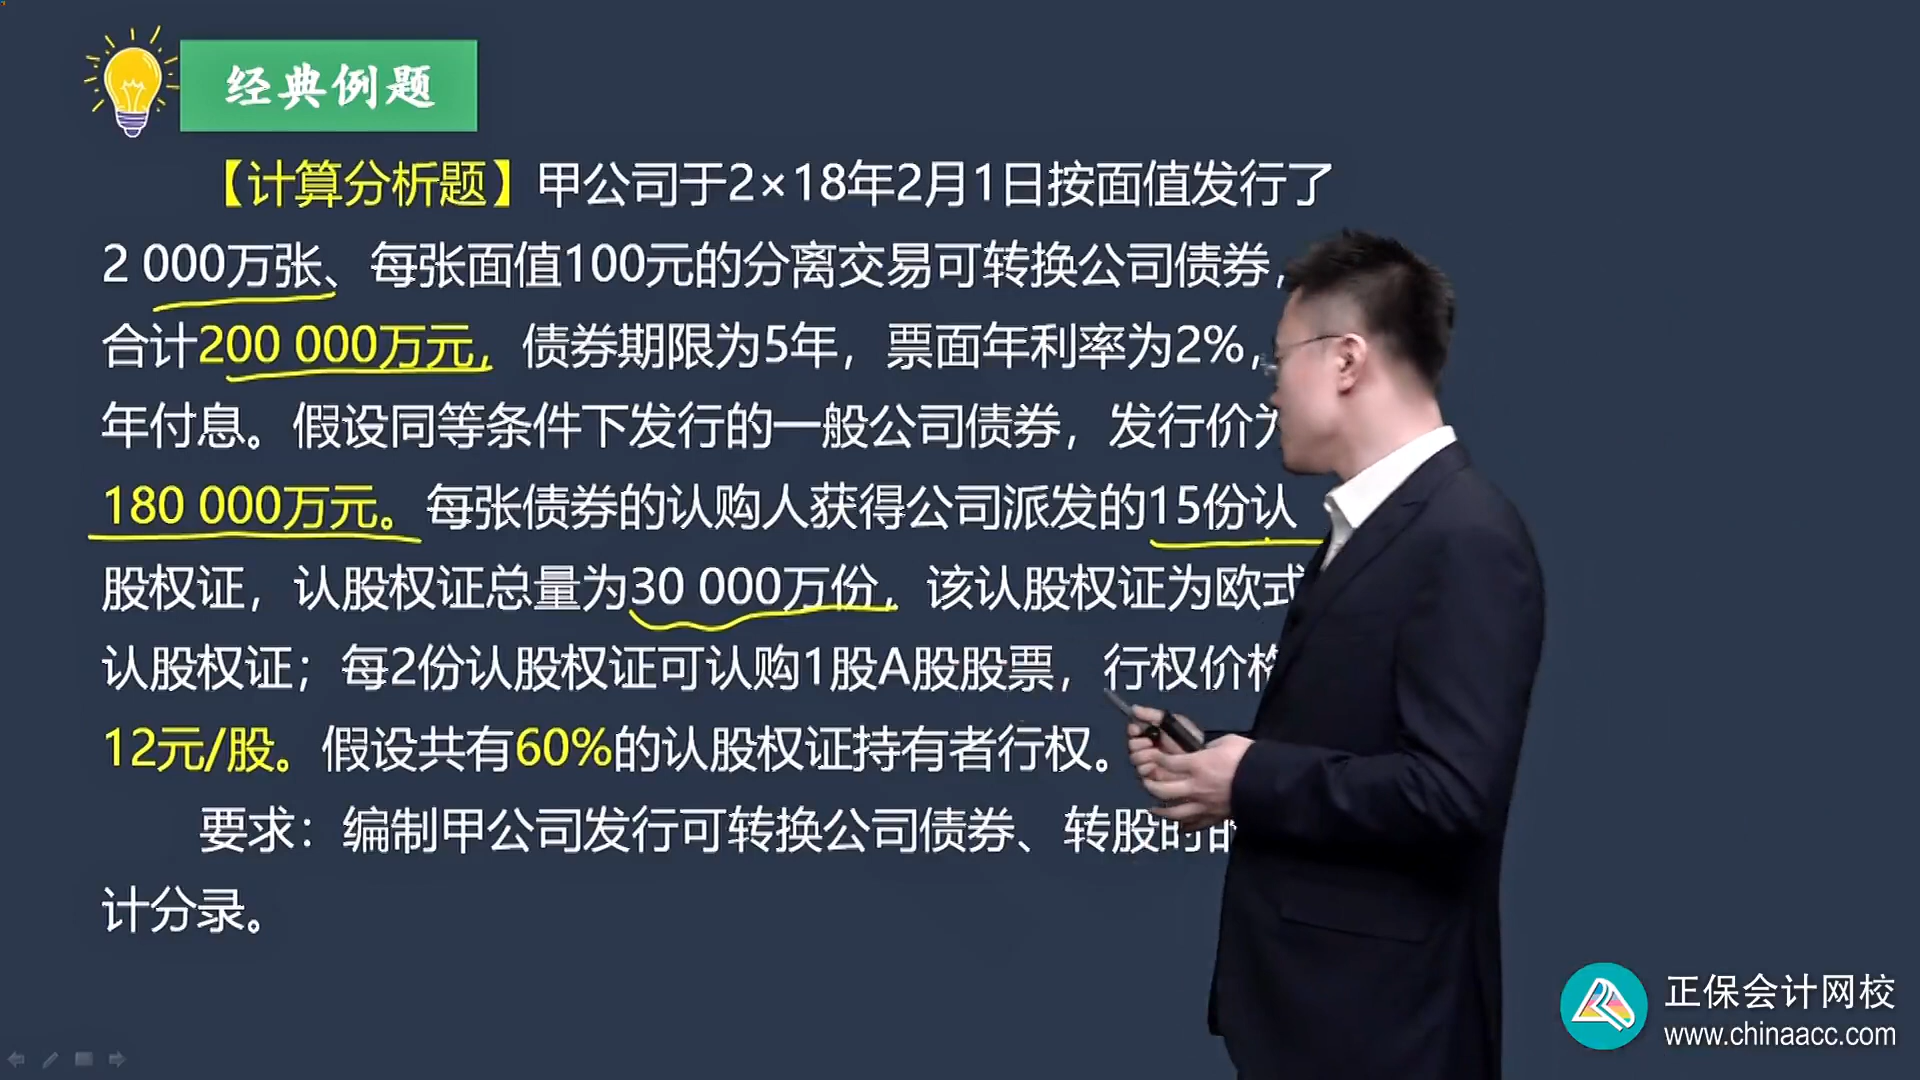 经典例题
【计算分析题】甲公司于2×18年2月1日按面值发行了
2 000万张、每张面值100元的分离交易可转换公司债券，
合计200 000万元，债券期限为5年，票面年利率为2%，
年付息。假设同等条件下发行的一般公司债券，发行价为
180 000万元。每张债券的认购人获得公司派发的15份认
股权证，认股权证总量为30 000万份，该认股权证为欧式
认股权证；每2份认股权证可认购1股A股股票，行权价格
12元/股。假设共有60%的认股权证持有者行权。
要求：编制甲公司发行可转换公司债券、转股时的
计分录。
正保会计网校
www.chinaacc.com